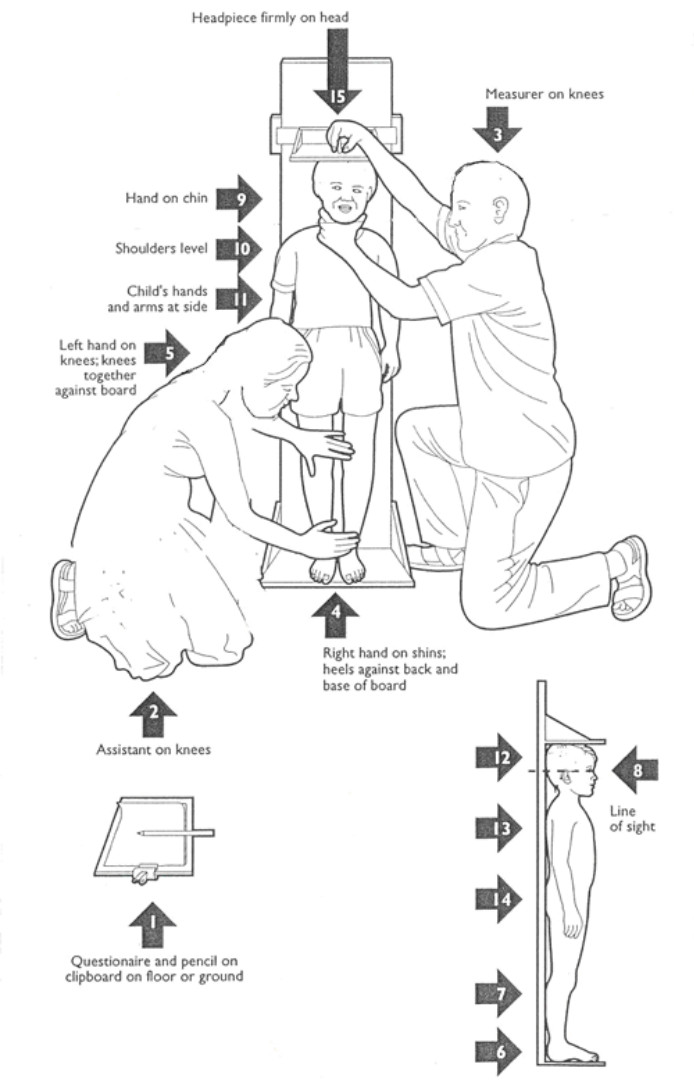 Headpiece firmly on head
15
Measurer on knees
3
Hand on chin
9
Shoulders level
10
Child's hands
and arms at side
11
Left hand on
knees; knees
together
against board
5
4
Right hand on shins;
heels against back and
base of board
2
Assistant on knees
12
8
Line
of sight
13
14
1
Questionaire and pencil on
clipboard on floor or ground
7
6